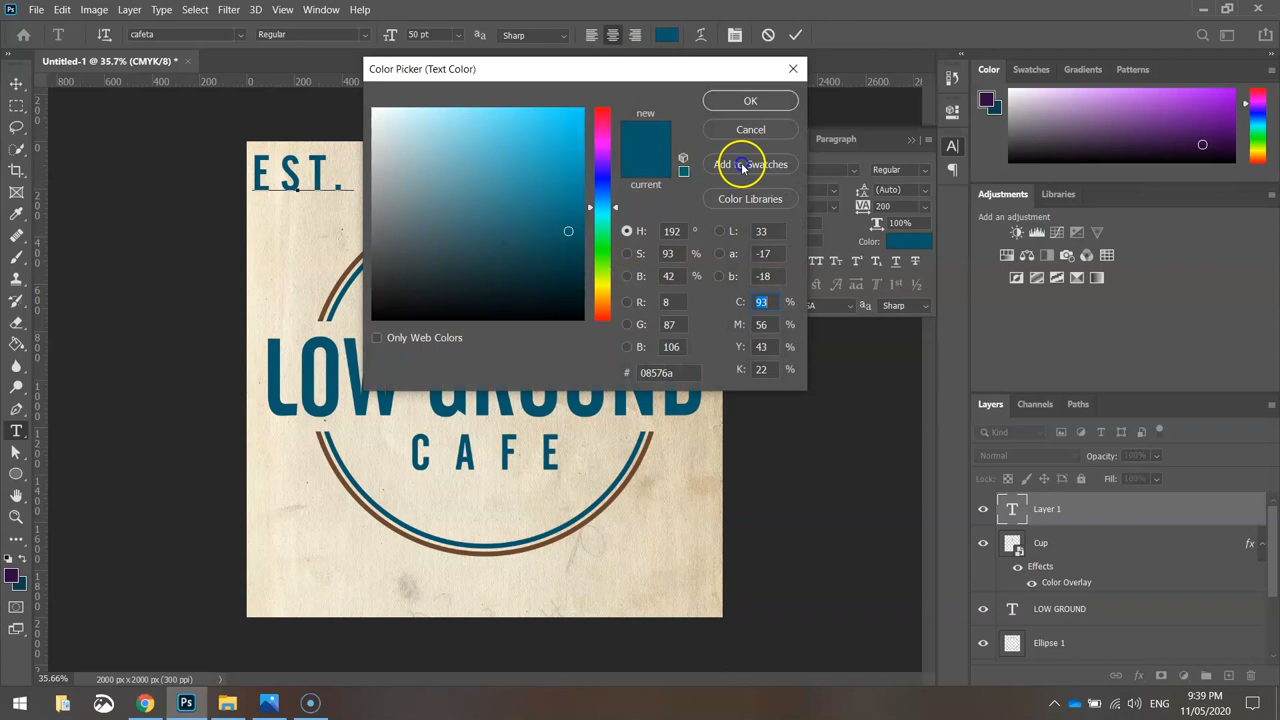 File Edit Image Layer Type Select Filter 3D View Window Help
cafeta Regular 50 pt Sharp
Untitled-1 @ 35.7% (CMYK/8) *
Color Picker (Text Color)
new
current
OK
Cancel
Add to Swatches
Color Libraries
H: 192 °
S: 93 %
B: 42 %
R: 8
G: 87
B: 106
# 08576a
L: 33
a: -17
b: -18
C: 93 %
M: 56 %
Y: 43 %
K: 22 %
Only Web Colors
EST.
LOW GROUND
CAFE
Paragraph
Regular
(Auto)
VA 200
100%
Color:
Sharp
Color Swatches Gradients Patterns
Adjustments Libraries
Add an adjustment
Layers Channels Paths
Kind
Normal Opacity: 100%
Lock: Fill: 100%
Layer 1
Cup fx
Effects
Color Overlay
LOW GROUND
Ellipse 1
35.66% 2000 px x 2000 px (300 ppi)
ENG
9:39 PM
11/05/2020